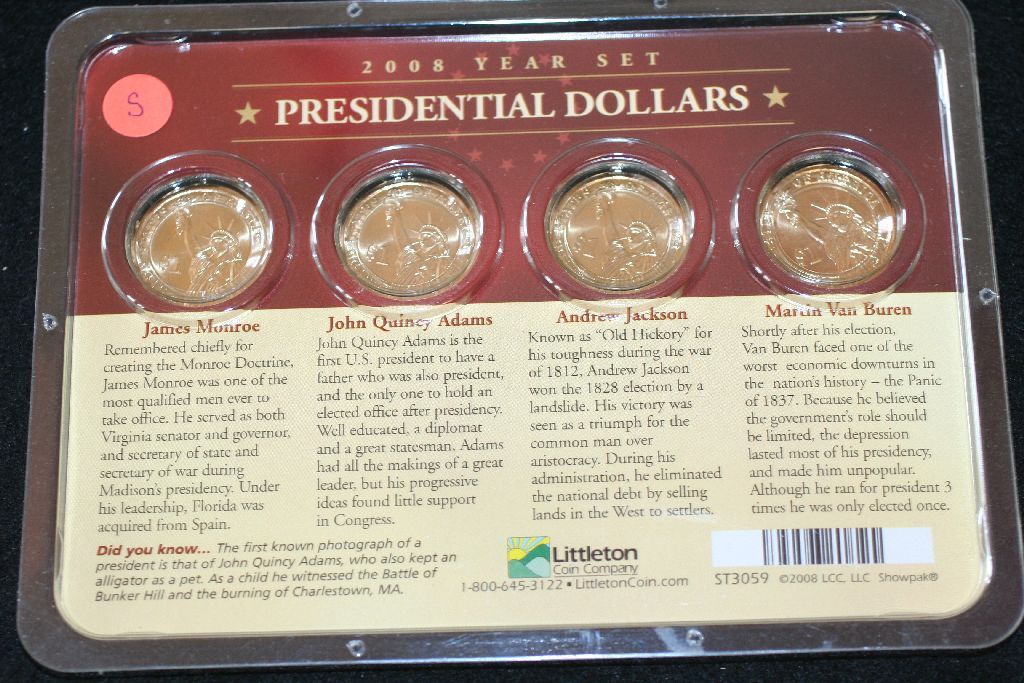 S
2008 YEAR SET
PRESIDENTIAL DOLLARS
James Monroe
Remembered chiefly for
creating the Monroe Doctrine,
James Monroe was one of the
most qualified men ever to
take office. He served as both
Virginia senator and governor,
and secretary of state and
secretary of war during
Madison's presidency. Under
his leadership, Florida was
acquired from Spain.
John Quincy Adams
John Quincy Adams is the
first U.S. president to have a
father who was also president,
and the only one to hold an
elected office after presidency.
Well educated, a diplomat
and a great statesman, Adams
had all the makings of a great
leader, but his progressive
ideas found little support
in Congress.
Andrew Jackson
Known as "Old Hickory" for
his toughness during the war
of 1812, Andrew Jackson
won the 1828 election by a
landslide. His victory was
seen as a triumph for the
common man over
aristocracy. During his
administration, he eliminated
the national debt by selling
lands in the West to settlers.
Martin Van Buren
Shortly after his election,
Van Buren faced one of the
worst economic downturns in
the nation's history – the Panic
of 1837. Because he believed
the government's role should
be limited, the depression
lasted most of his presidency,
and made him unpopular.
Although he ran for president 3
times he was only elected once.
Did you know... The first known photograph of a
president is that of John Quincy Adams, who also kept an
alligator as a pet. As a child he witnessed the Battle of
Bunker Hill and the burning of Charlestown, MA.
Littleton
Coin Company
1-800-645-3122 • LittletonCoin.com
ST3059 ©2008 LCC, LLC Showpak®